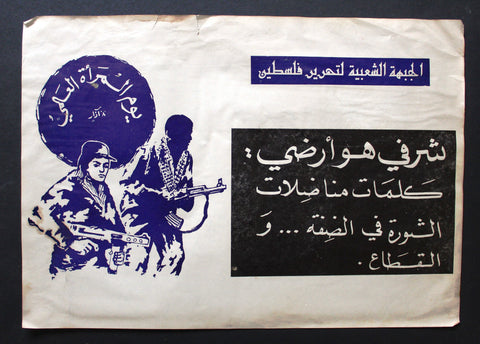 الجبهة الشعبية لتحرير فلسطين
يوم المرأة العالمي
٨ آذار
شرفي هو أرضي :
كلمات مناضلات
الثورة في الضفة ... و
القطاع .